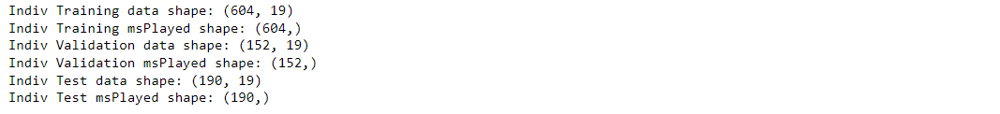 Indiv Training data shape: (604, 19)
Indiv Training msPlayed shape: (604,)
Indiv Validation data shape: (152, 19)
Indiv Validation msPlayed shape: (152,)
Indiv Test data shape: (190, 19)
Indiv Test msPlayed shape: (190,)